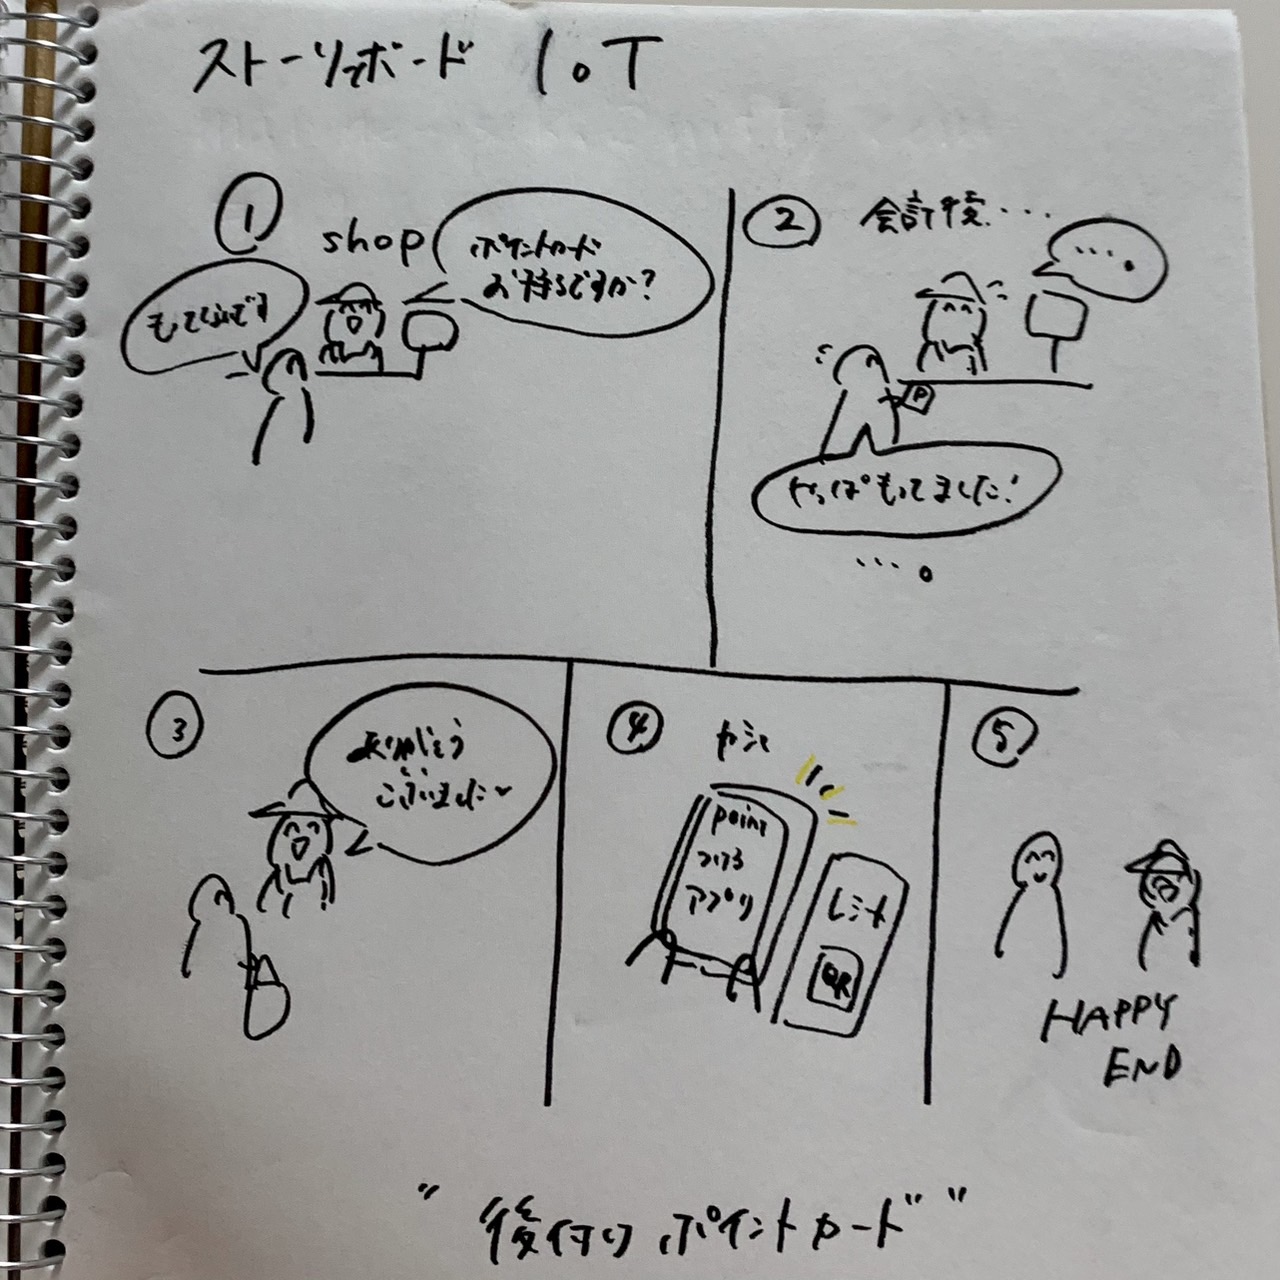 ストーリーボード IoT
①
shop
ポイントカード
お持ちですか?
もってないです
②
会計後....
....。
P
やっぱもってました!
...。
③
ありがとう
ございました
④
カシャ
point
つける
アプリ
レシート
QR
⑤
HAPPY
END
"後付けポイントカード"